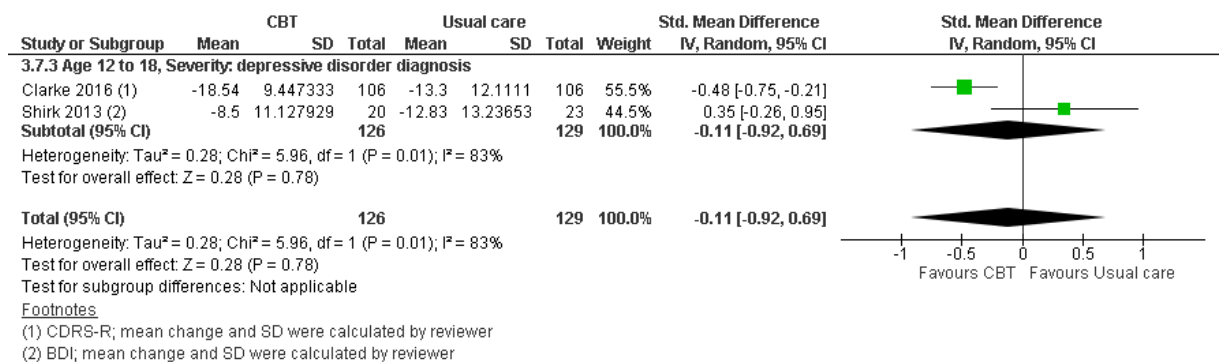 CBT Usual care Std. Mean Difference Std. Mean Difference
Study or Subgroup Mean SD Total Mean SD Total Weight IV, Random, 95% CI IV, Random, 95% CI
3.7.3 Age 12 to 18, Severity: depressive disorder diagnosis
Clarke 2016 (1) -18.54 9.447333 106 -13.3 12.1111 106 55.5% -0.48 [-0.75, -0.21]
Shirk 2013 (2) -8.5 11.127929 20 -12.83 13.23653 23 44.5% 0.35 [-0.26, 0.95]
Subtotal (95% CI) 126 129 100.0% -0.11 [-0.92, 0.69]
Heterogeneity: Tau² = 0.28; Chi² = 5.96, df = 1 (P = 0.01); I² = 83%
Test for overall effect: Z = 0.28 (P = 0.78)
Total (95% CI) 126 129 100.0% -0.11 [-0.92, 0.69]
Heterogeneity: Tau² = 0.28; Chi² = 5.96, df = 1 (P = 0.01); I² = 83%
Test for overall effect: Z = 0.28 (P = 0.78)
Test for subgroup differences: Not applicable
-1 -0.5 0 0.5 1
Favours CBT Favours Usual care
Footnotes
(1) CDRS-R; mean change and SD were calculated by reviewer
(2) BDI; mean change and SD were calculated by reviewer